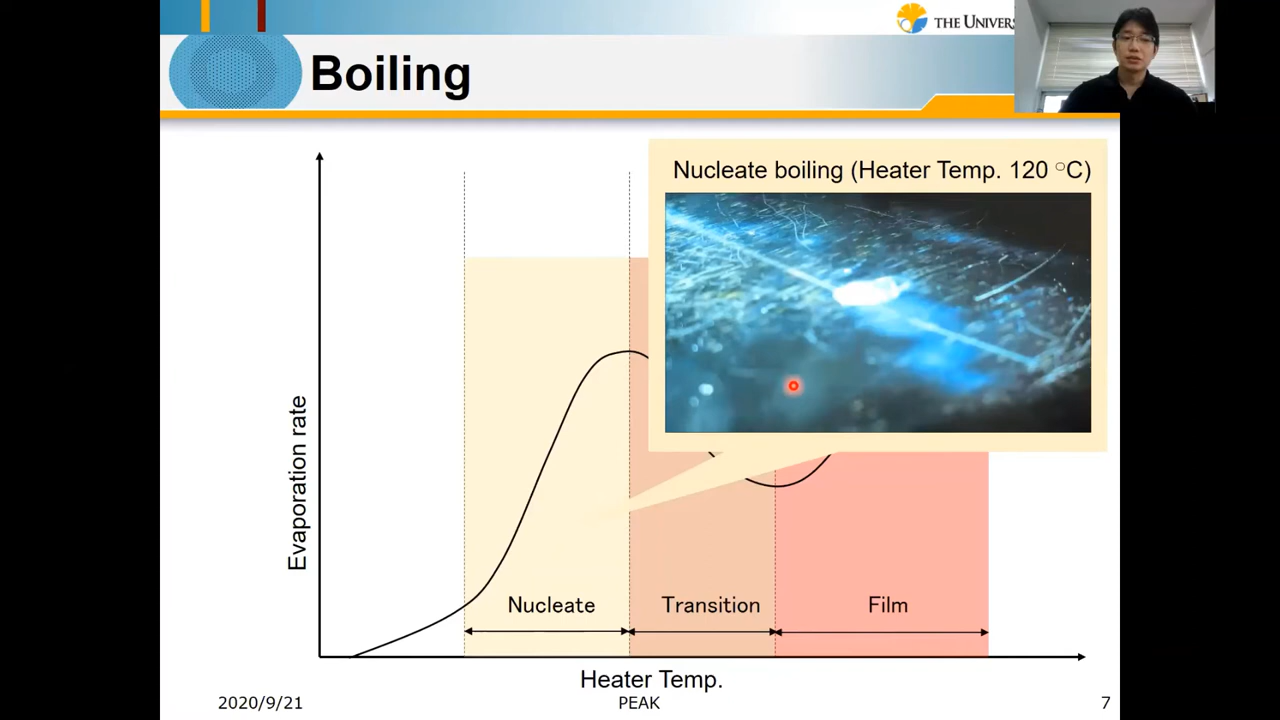 THE UNIVERS
Boiling
Nucleate boiling (Heater Temp. 120 °C)
Evaporation rate
Nucleate
Transition
Film
Heater Temp.
2020/9/21
PEAK
7